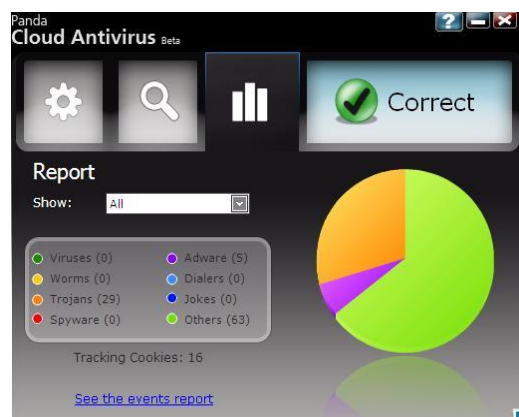 Panda
Cloud Antivirus Beta
?
Correct
Report
Show: All
Viruses (0) Adware (5)
Worms (0) Dialers (0)
Trojans (29) Jokes (0)
Spyware (0) Others (63)
Tracking Cookies: 16
See the events report